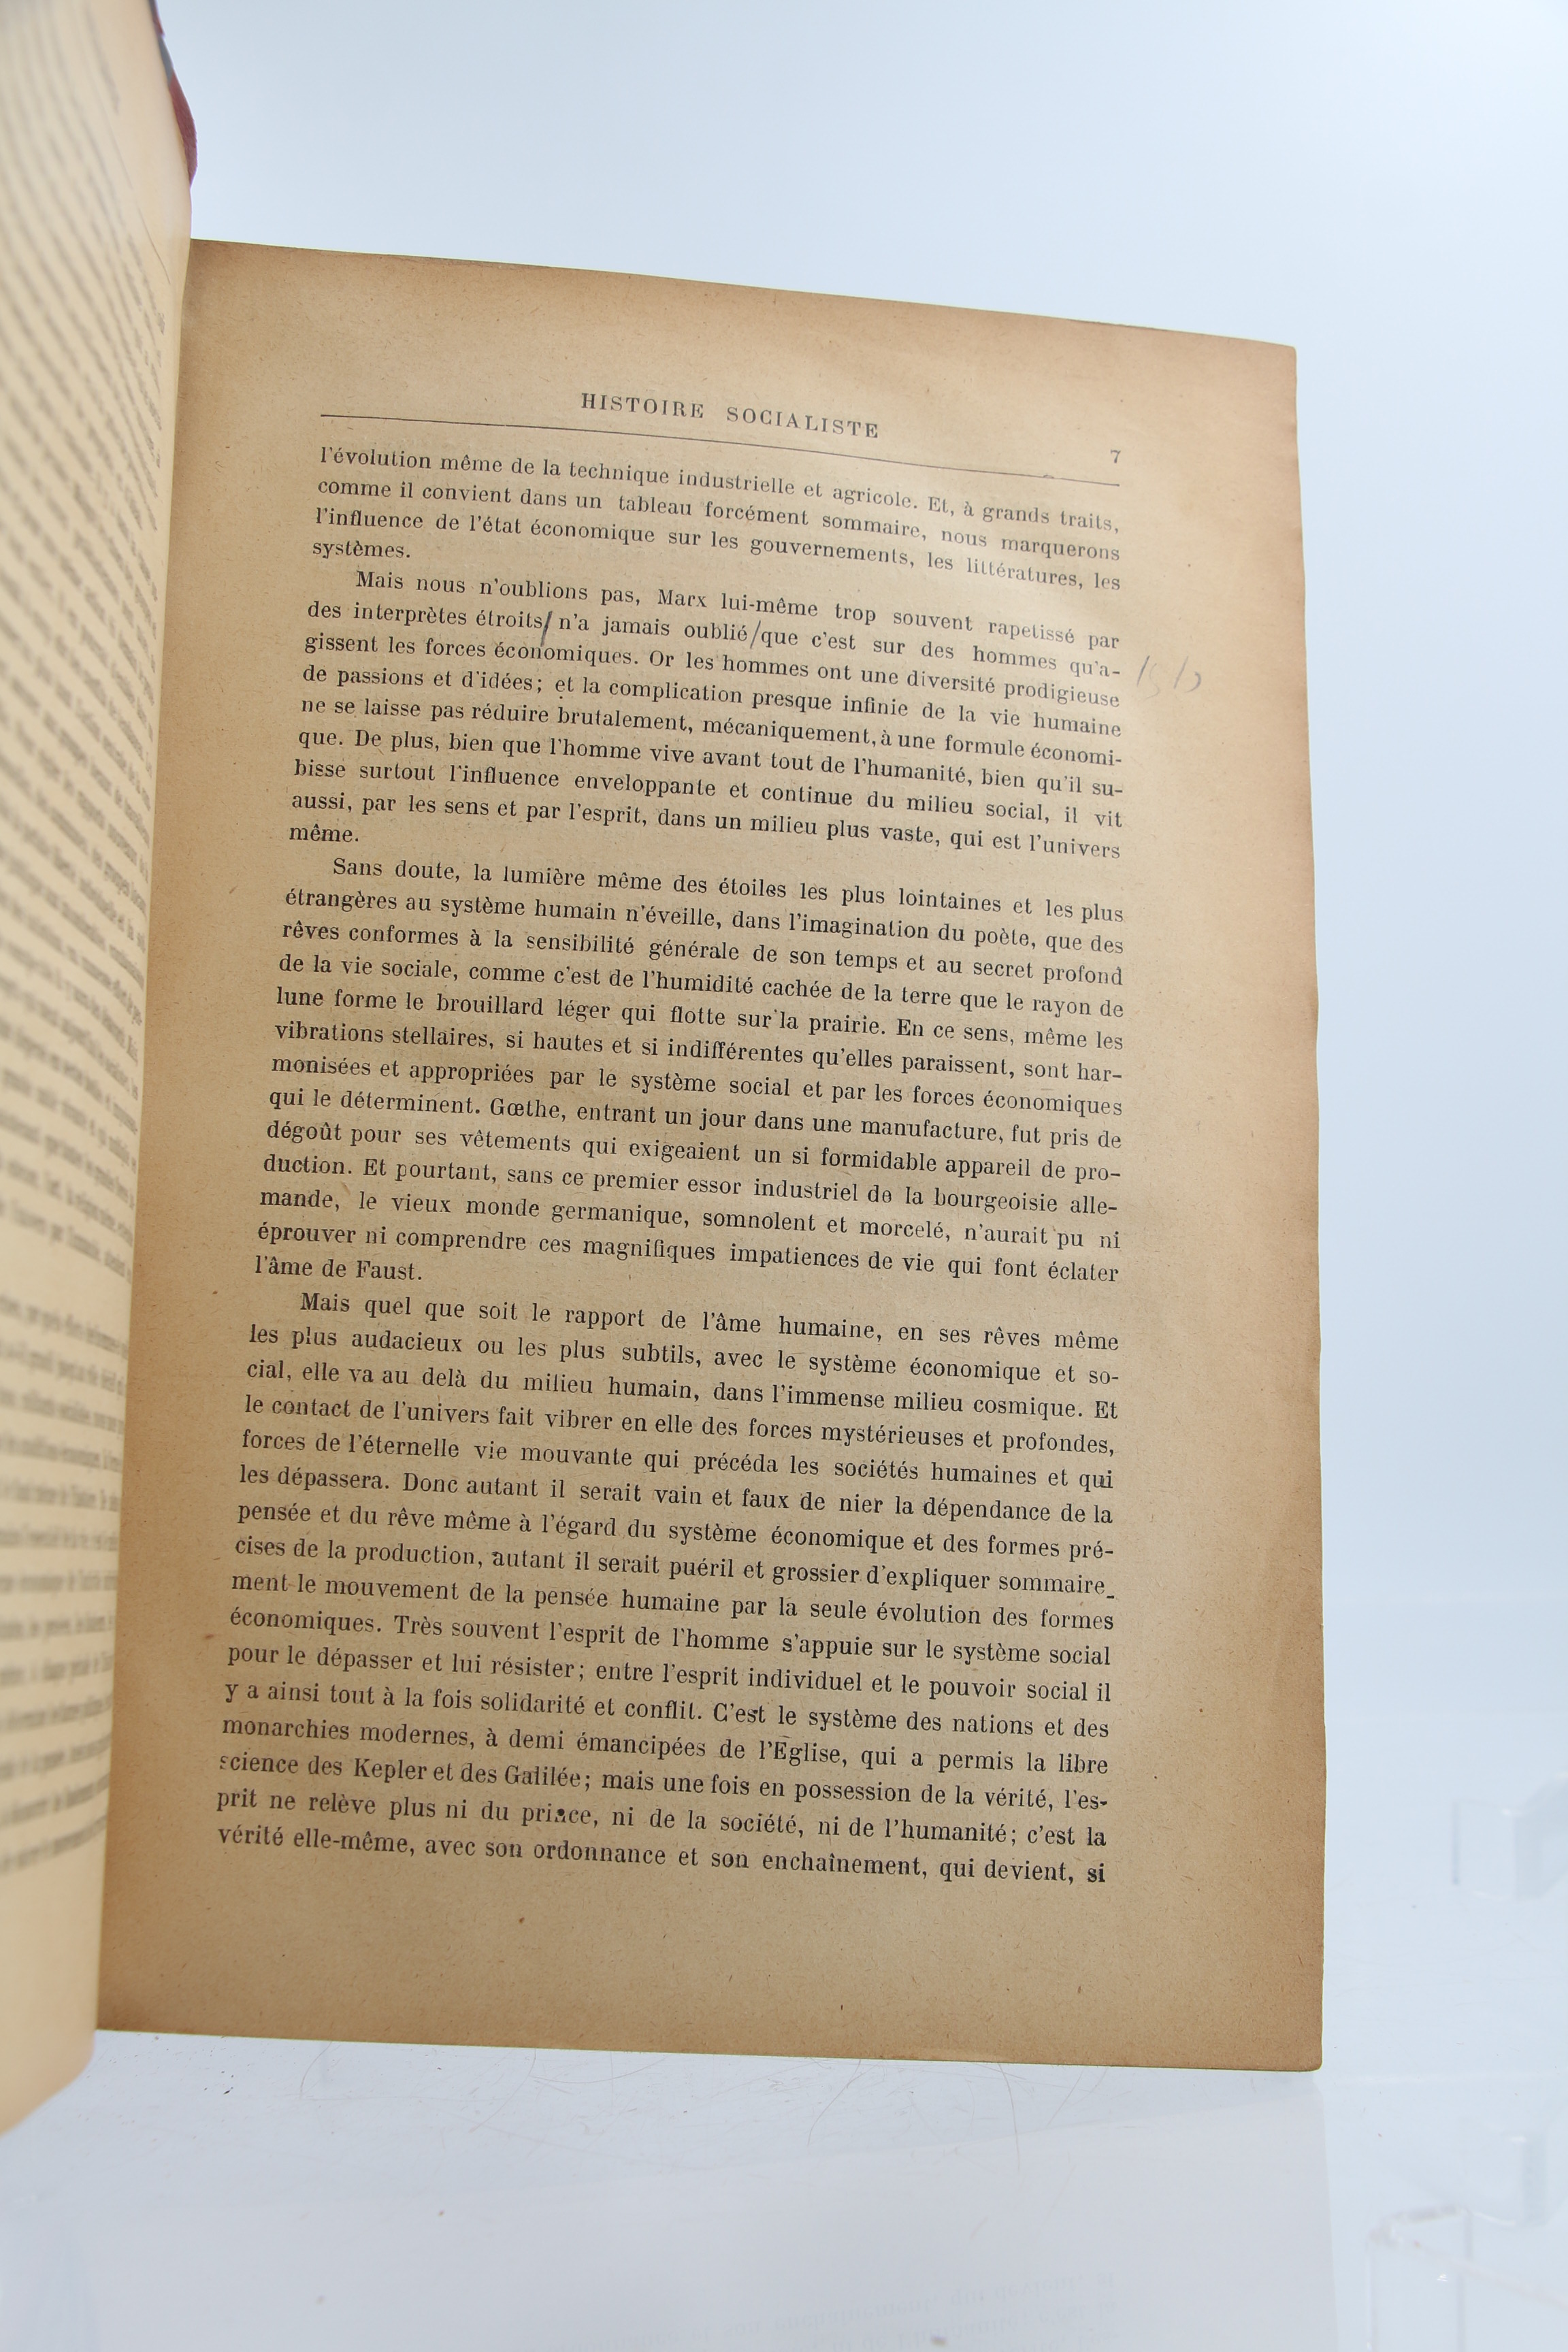 HISTOIRE SOCIALISTE
7
l'évolution même de la technique industrielle et agricole. Et, à grands traits,
comme il convient dans un tableau forcément sommaire, nous marquerons
l'influence de l'état économique sur les gouvernements, les littératures, les
systèmes.
Mais nous n'oublions pas, Marx lui-même trop souvent rapetissé par
des interprètes étroits/ n'a jamais oublié/que c'est sur des hommes qu'a-
gissent les forces économiques. Or les hommes ont une diversité prodigieuse
de passions et d'idées; et la complication presque infinie de la vie humaine
ne se laisse pas réduire brutalement, mécaniquement, à une formule économi-
que. De plus, bien que l'homme vive avant tout de l'humanité, bien qu'il su-
bisse surtout l'influence enveloppante et continue du milieu social, il vit
aussi, par les sens et par l'esprit, dans un milieu plus vaste, qui est l'univers
même.
Sans doute, la lumière même des étoiles les plus lointaines et les plus
étrangères au système humain n'éveille, dans l'imagination du poète, que des
rêves conformes à la sensibilité générale de son temps et au secret profond
de la vie sociale, comme c'est de l'humidité cachée de la terre que le rayon de
lune forme le brouillard léger qui flotte sur la prairie. En ce sens, même les
vibrations stellaires, si hautes et si indifférentes qu'elles paraissent, sont har-
monisées et appropriées par le système social et par les forces économiques
qui le déterminent. Gœthe, entrant un jour dans une manufacture, fut pris de
dégoût pour ses vêtements qui exigeaient un si formidable appareil de pro-
duction. Et pourtant, sans ce premier essor industriel de la bourgeoisie alle-
mande, le vieux monde germanique, somnolent et morcelé, n'aurait pu ni
éprouver ni comprendre ces magnifiques impatiences de vie qui font éclater
l'âme de Faust.
Mais quel que soit le rapport de l'âme humaine, en ses rêves même
les plus audacieux ou les plus subtils, avec le système économique et so-
cial, elle va au delà du milieu humain, dans l'immense milieu cosmique. Et
le contact de l'univers fait vibrer en elle des forces mystérieuses et profondes,
forces de l'éternelle vie mouvante qui précéda les sociétés humaines et qui
les dépassera. Donc autant il serait vain et faux de nier la dépendance de la
pensée et du rêve même à l'égard du système économique et des formes pré-
cises de la production, autant il serait puéril et grossier d'expliquer sommaire_
ment le mouvement de la pensée humaine par la seule évolution des formes
économiques. Très souvent l'esprit de l'homme s'appuie sur le système social
pour le dépasser et lui résister; entre l'esprit individuel et le pouvoir social il
y a ainsi tout à la fois solidarité et conflit. C'est le système des nations et des
monarchies modernes, à demi émancipées de l'Église, qui a permis la libre
science des Kepler et des Galilée; mais une fois en possession de la vérité, l'es-
prit ne relève plus ni du prince, ni de la société, ni de l'humanité; c'est la
vérité elle-même, avec son ordonnance et son enchaînement, qui devient, si